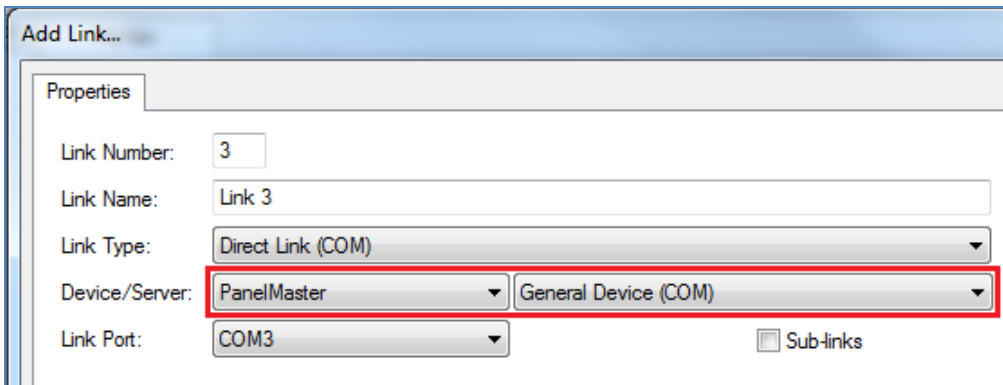 Add Link...
Properties
Link Number: 3
Link Name: Link 3
Link Type: Direct Link (COM)
Device/Server: PanelMaster General Device (COM)
Link Port: COM3 Sub-links